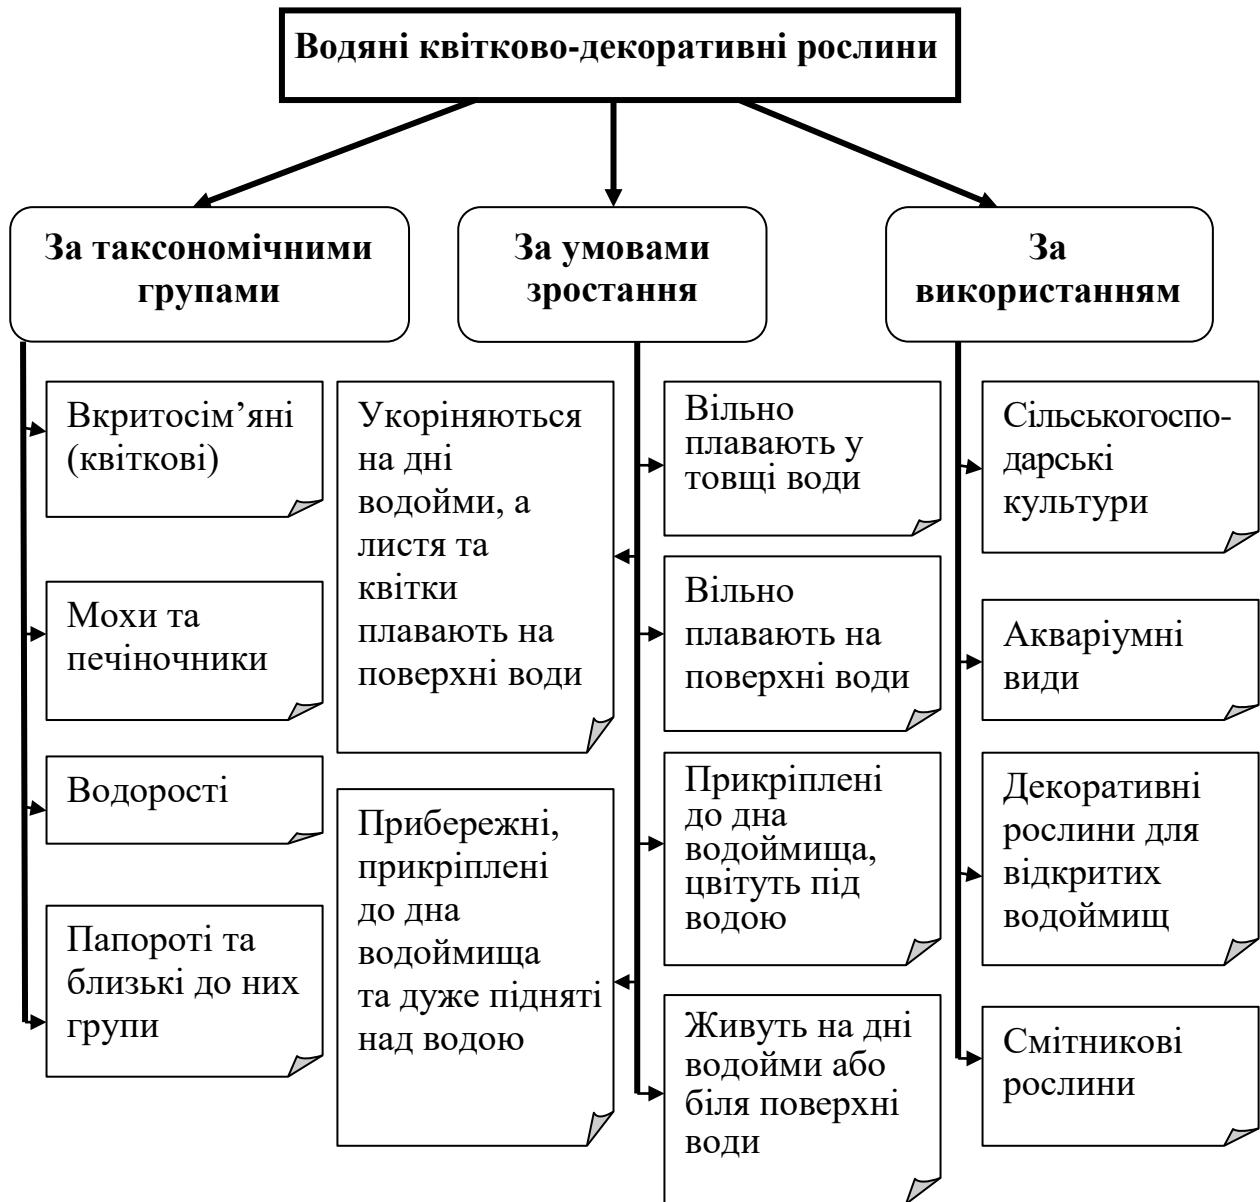 Водяні квітково-декоративні рослини
За таксономічними
групами
За умовами
зростання
За
використанням
Вкритосім’яні
(квіткові)
Мохи та
печіночники
Водорості
Папороті та
близькі до них
групи
Укоріняються
на дні
водойми, а
листя та
квітки
плавають на
поверхні води
Прибережні,
прикріплені
до дна
водоймища
та дуже підняті
над водою
Вільно
плавають у
товщі води
Вільно
плавають на
поверхні води
Прикріплені
до дна
водоймища,
цвітуть під
водою
Живуть на дні
водойми або
біля поверхні
води
Сільськогоспо-
дарські
культури
Акваріумні
види
Декоративні
рослини для
відкритих
водоймищ
Смітникові
рослини